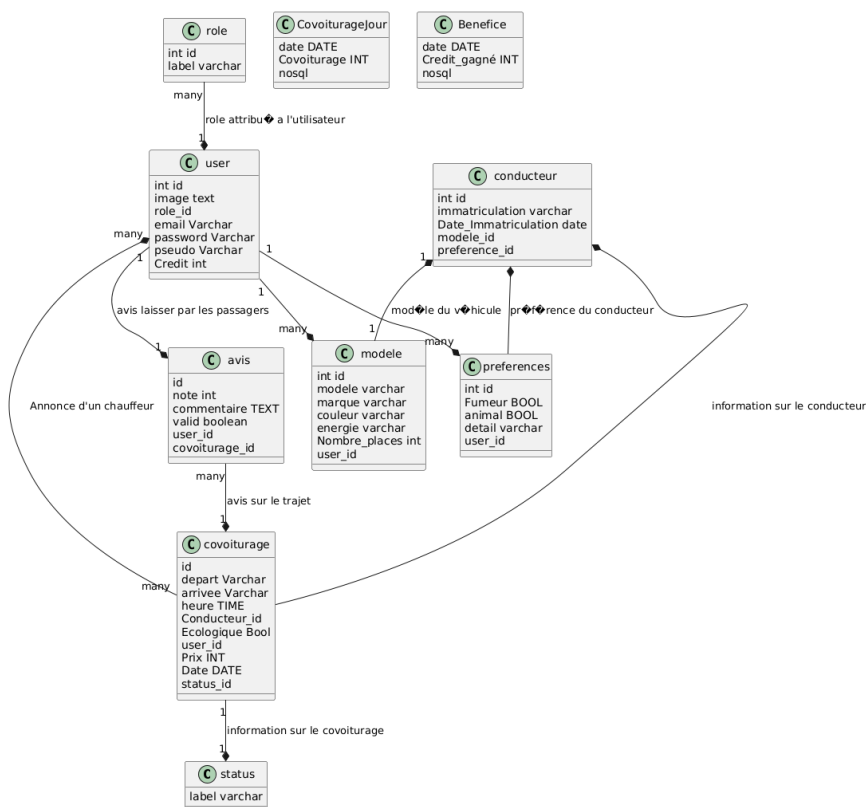 C role
int id
label varchar
C CovoiturageJour
date DATE
Covoiturage INT
nosql
C Benefice
date DATE
Credit_gagné INT
nosql
many
role attribu� a l'utilisateur
1
C user
int id
image text
role_id
email Varchar
password Varchar
pseudo Varchar
Credit int
C conducteur
int id
immatriculation varchar
Date_Immatriculation date
modele_id
preference_id
many
1
1
1
1
avis laisser par les passagers
mod�le du v�hicule
pr�f�rence du conducteur
1
many
1
many
C avis
id
note int
commentaire TEXT
valid boolean
user_id
covoiturage_id
C modele
int id
modele varchar
marque varchar
couleur varchar
energie varchar
Nombre_places int
user_id
C preferences
int id
Fumeur BOOL
animal BOOL
detail varchar
user_id
Annonce d'un chauffeur
information sur le conducteur
many
avis sur le trajet
1
C covoiturage
id
depart Varchar
arrivee Varchar
heure TIME
Conducteur_id
Ecologique Bool
user_id
Prix INT
Date DATE
status_id
many
1
information sur le covoiturage
1
C status
label varchar